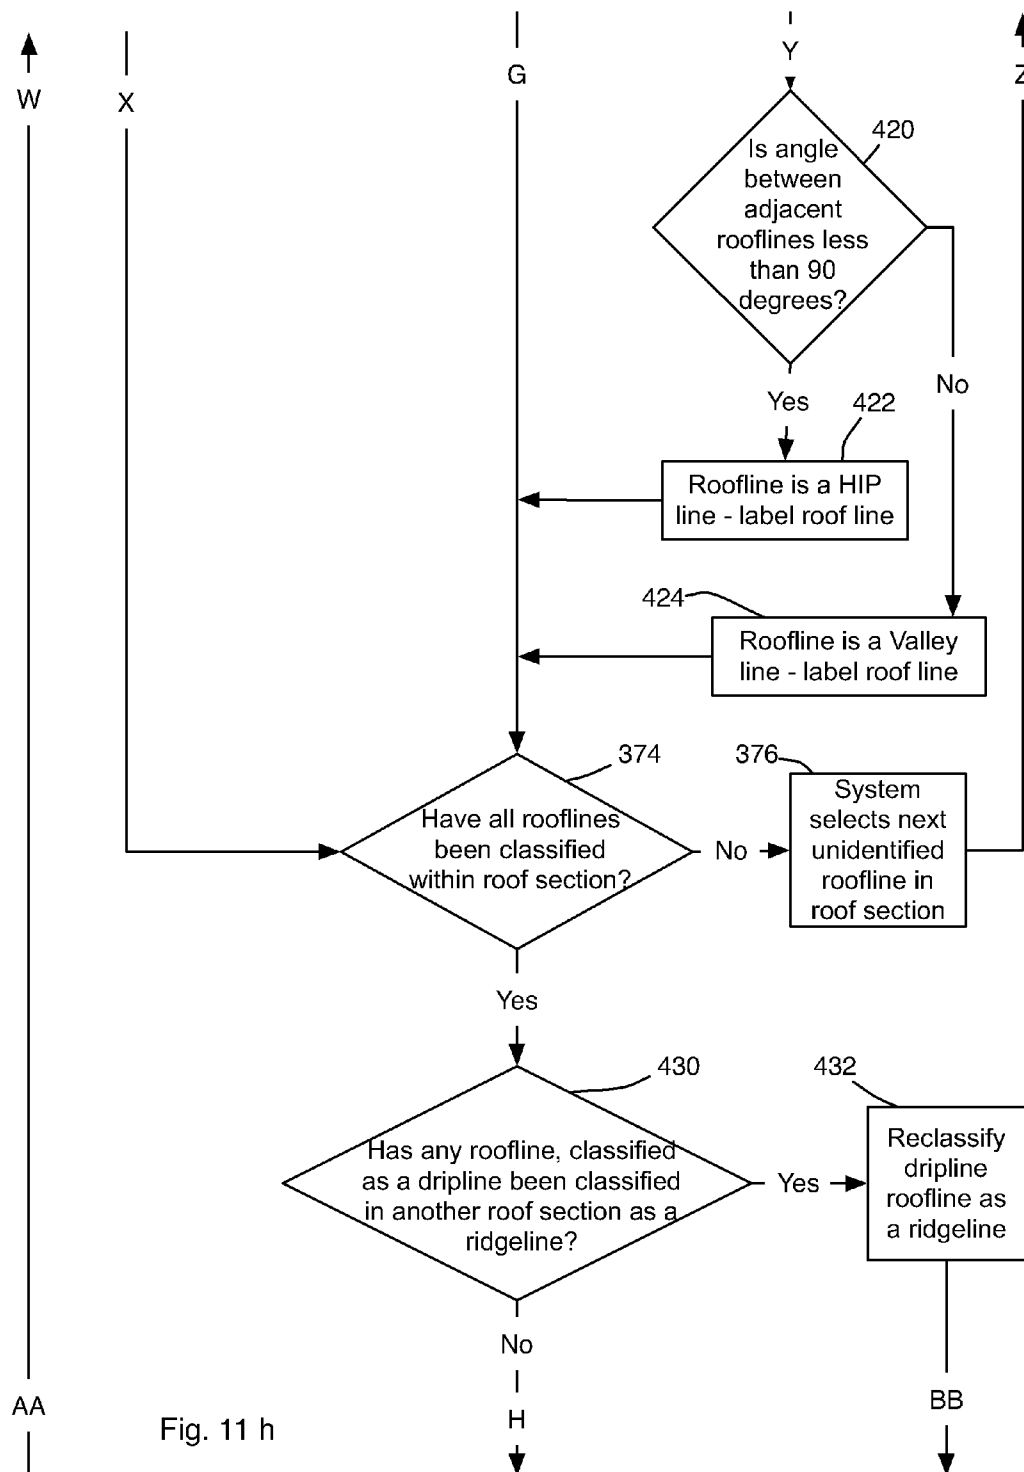 W
X
G
Y
Z
420
Is angle
between
adjacent
rooflines less
than 90
degrees?
Yes
No
422
Roofline is a HIP
line - label roof line
424
Roofline is a Valley
line - label roof line
374
Have all rooflines
been classified
within roof section?
No
376
System
selects next
unidentified
roofline in
roof section
Yes
430
Has any roofline, classified
as a dripline been classified
in another roof section as a
ridgeline?
Yes
432
Reclassify
dripline
roofline as
a ridgeline
No
AA
H
BB
Fig. 11 h